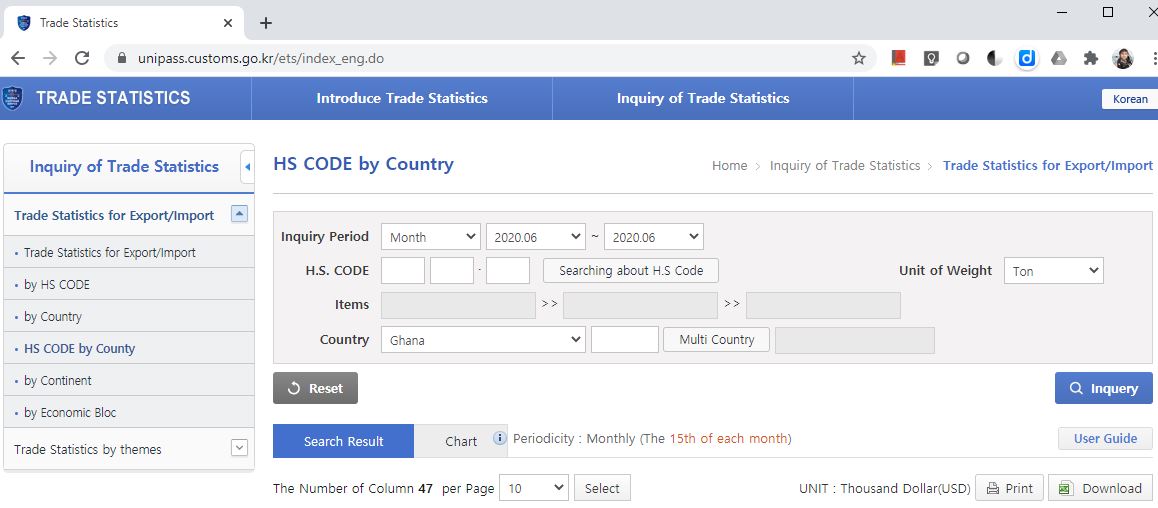 Trade Statistics
unipass.customs.go.kr/ets/index_eng.do
TRADE STATISTICS Introduce Trade Statistics Inquiry of Trade Statistics Korean
Inquiry of Trade Statistics
Trade Statistics for Export/Import
Trade Statistics for Export/Import
by HS CODE
by Country
HS CODE by County
by Continent
by Economic Bloc
Trade Statistics by themes
HS CODE by Country
Home > Inquiry of Trade Statistics > Trade Statistics for Export/Import
Inquiry Period Month 2020.06 ~ 2020.06
H.S. CODE - Searching about H.S Code Unit of Weight Ton
Items >> >>
Country Ghana Multi Country
Reset Inquery
Search Result Chart Periodicity : Monthly (The 15th of each month) User Guide
The Number of Column 47 per Page 10 Select UNIT : Thousand Dollar(USD) Print Download